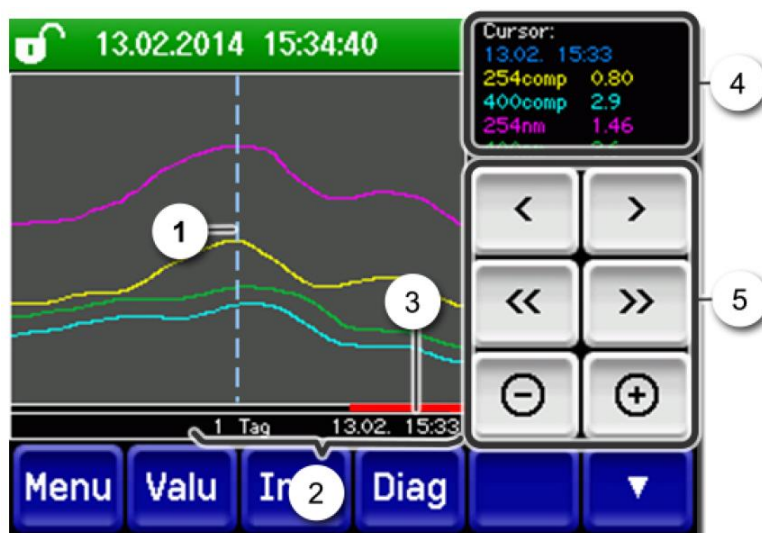 13.02.2014 15:34:40
Cursor:
13.02. 15:33
254comp 0.80
400comp 2.9
254nm 1.46
4
1
3
5
< >
<< >>
1 Tag 13.02. 15:33
Menu Valu Diag
2